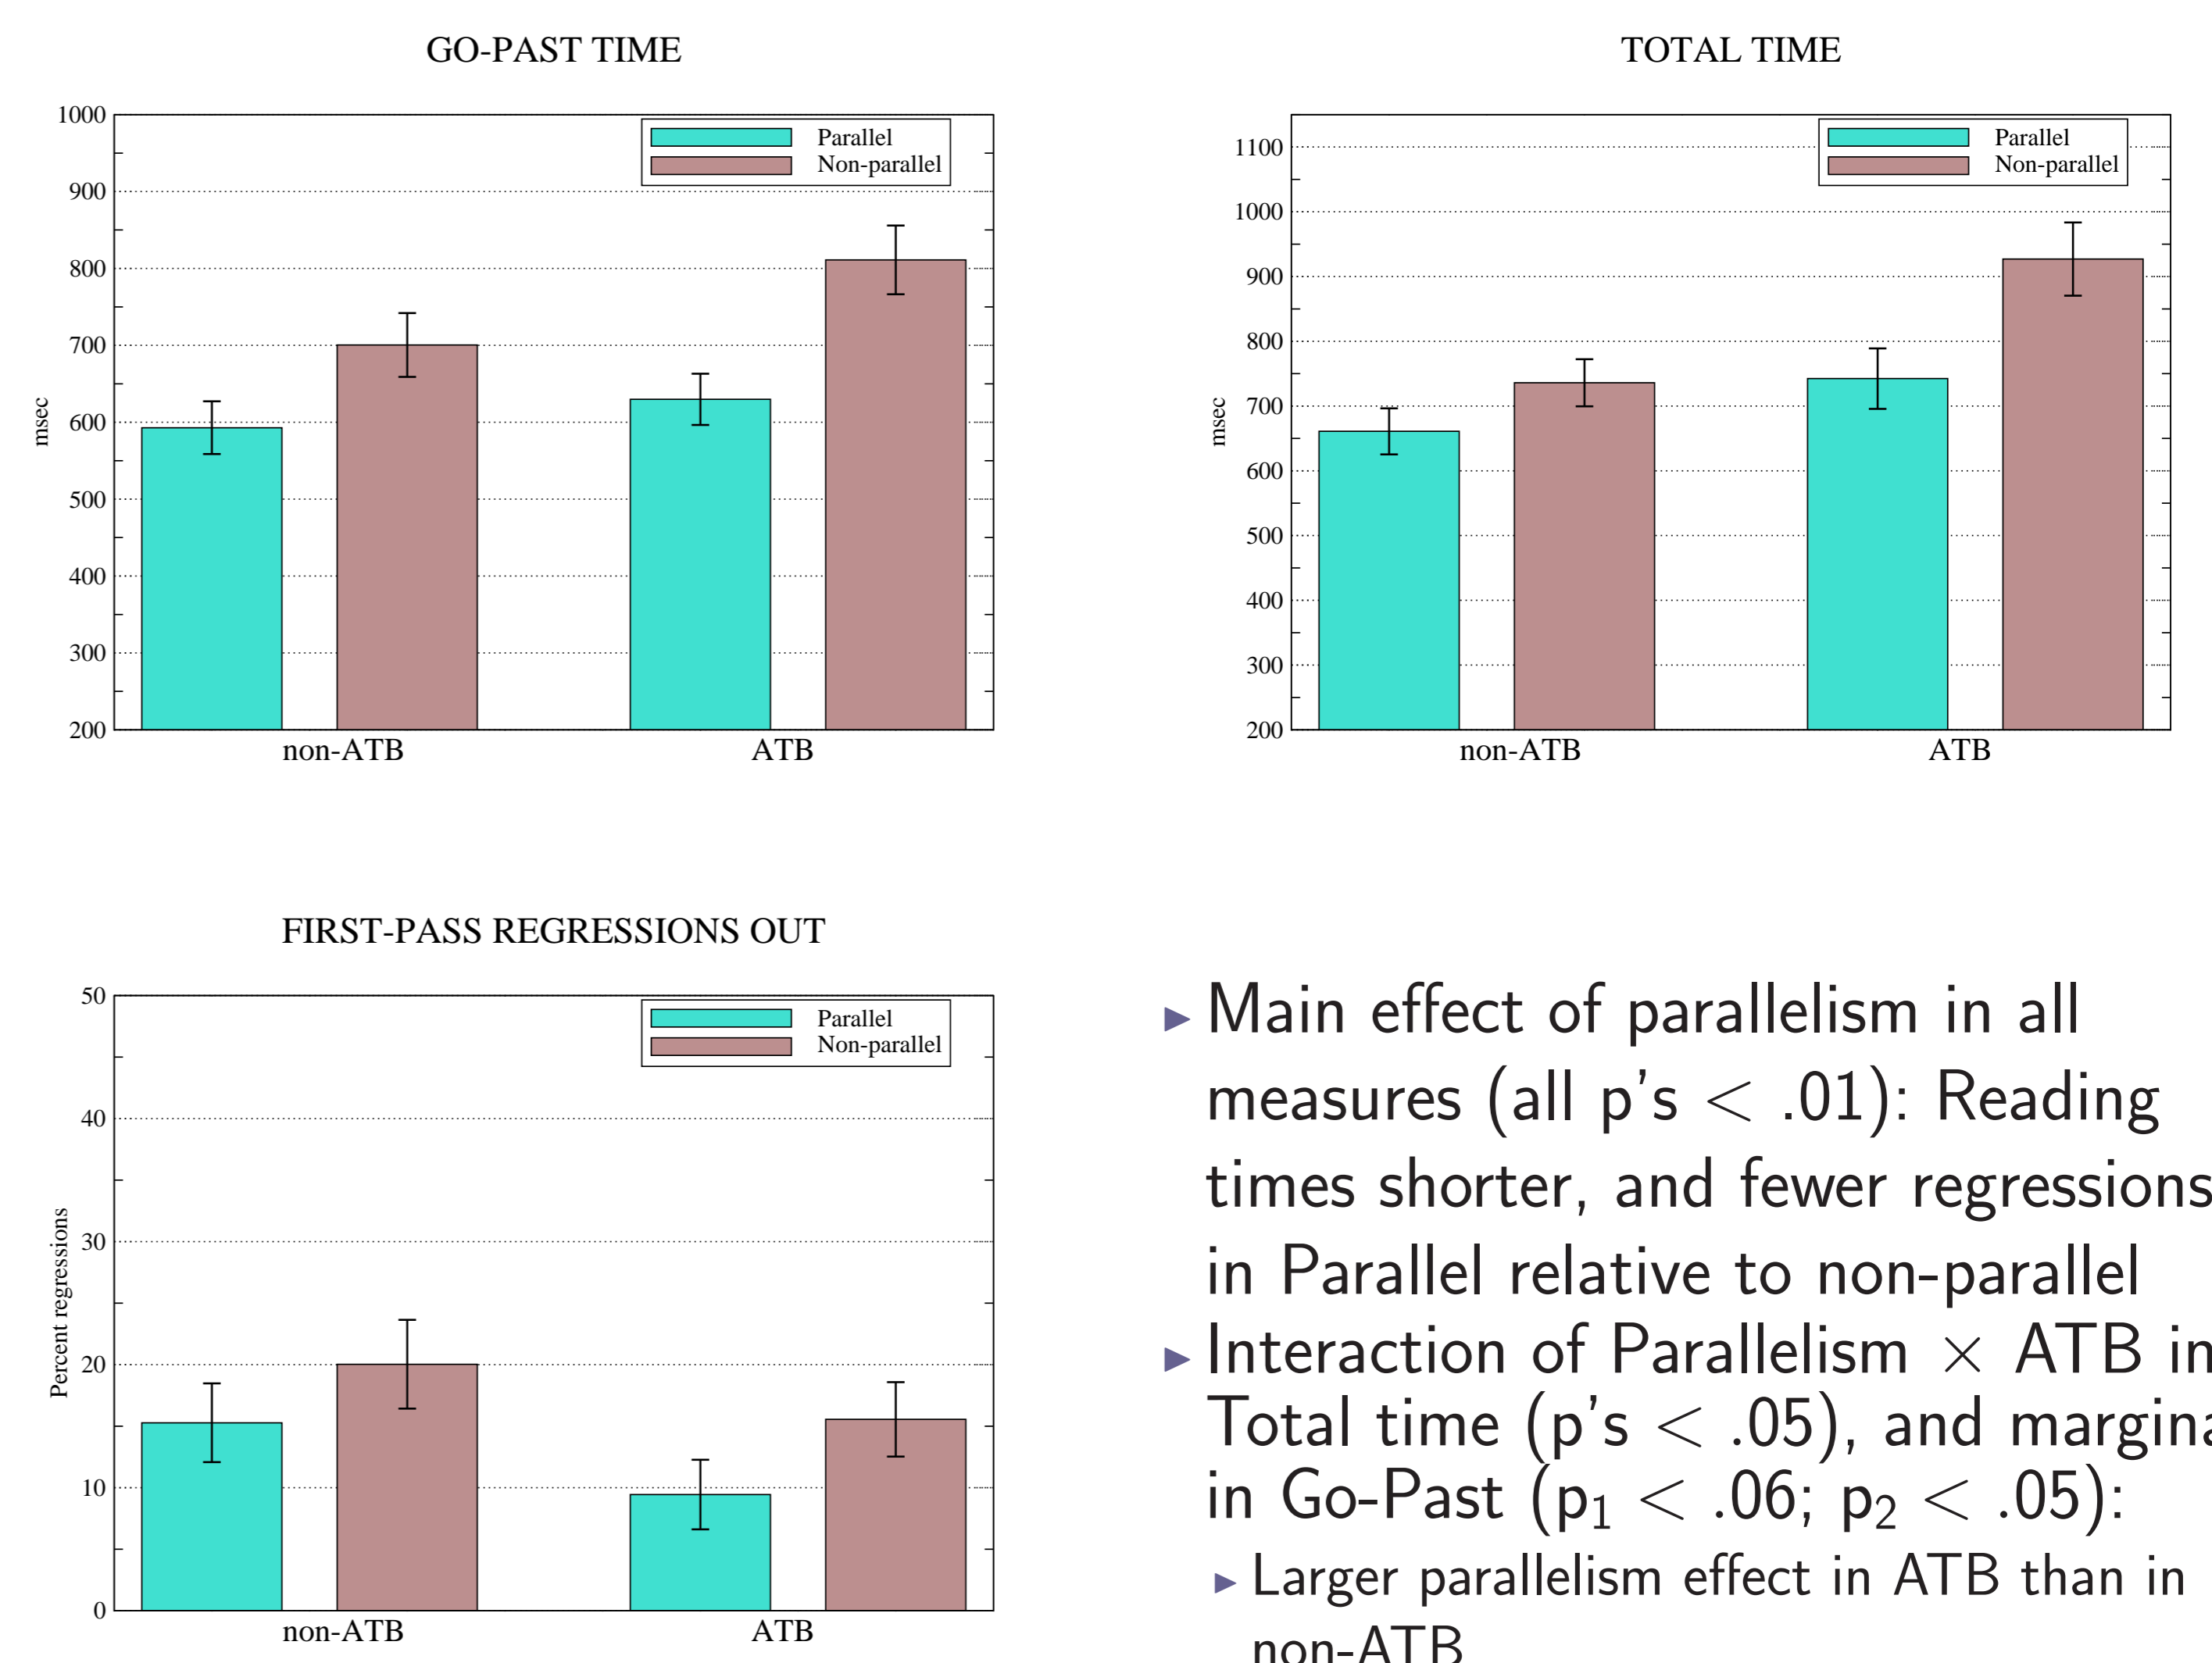 GO-PAST TIME
1000
900
800
700
600
500
400
300
200
msec
Parallel
Non-parallel
non-ATB ATB
TOTAL TIME
1100
1000
900
800
700
600
500
400
300
200
msec
Parallel
Non-parallel
non-ATB ATB
FIRST-PASS REGRESSIONS OUT
50
40
30
20
10
0
Percent regressions
Parallel
Non-parallel
non-ATB ATB
▶ Main effect of parallelism in all
measures (all p's < .01): Reading
times shorter, and fewer regressions
in Parallel relative to non-parallel
▶ Interaction of Parallelism × ATB in
Total time (p's < .05), and
in Go-Past (p₁ < .06; p₂ < .05):
▶ Larger parallelism effect in ATB than in
non-ATB